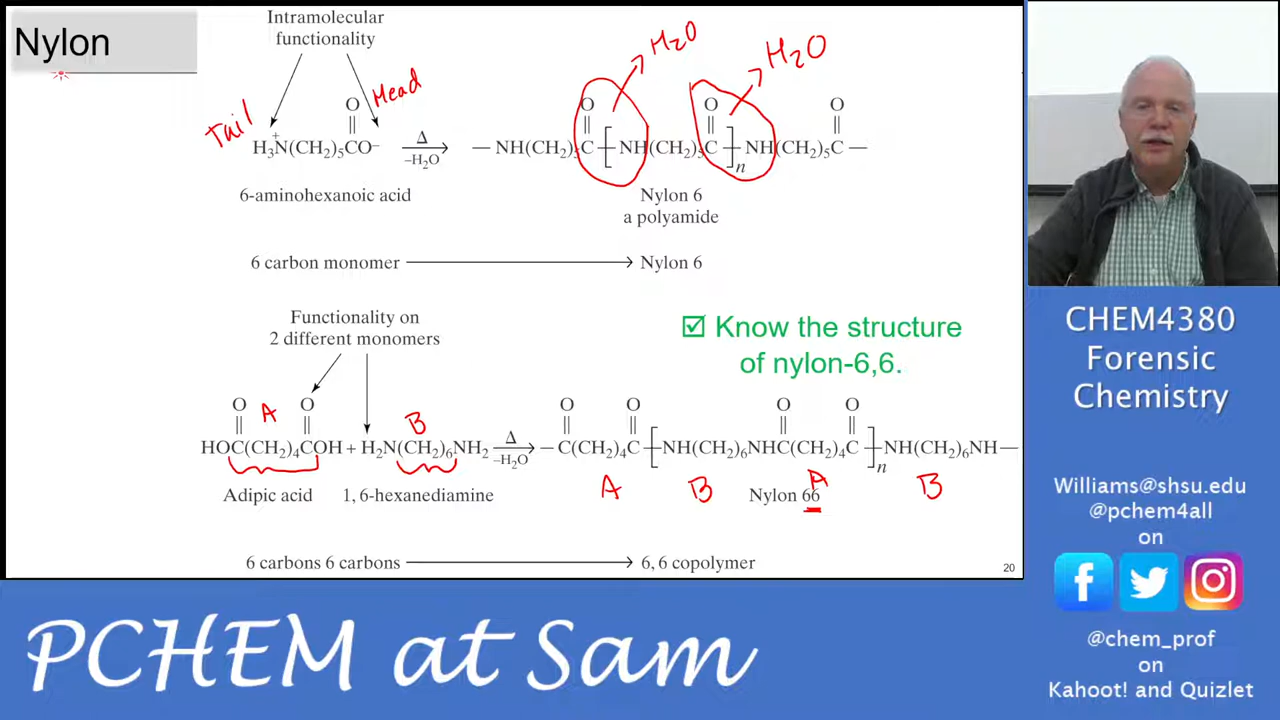 Nylon
Intramolecular
functionality
Tail
Head
H₂O
H₂O
H₃N⁺(CH₂)₅CO⁻
O
Δ
–H₂O
O O O
— NH(CH₂)₅C —[ NH(CH₂)₅C ]ₙ NH(CH₂)₅C —
6-aminohexanoic acid
Nylon 6
a polyamide
6 carbon monomer
Nylon 6
Functionality on
2 different monomers
☑ Know the structure
of nylon-6,6.
O O
A
B
HOC(CH₂)₄COH + H₂N(CH₂)₆NH₂
Δ
–H₂O
O O O O
– C(CH₂)₄C –[ NH(CH₂)₆NHC(CH₂)₄C ]ₙ NH(CH₂)₆NH —
A B A B
Adipic acid
1, 6-hexanediamine
Nylon 66
6 carbons 6 carbons
6, 6 copolymer
20
CHEM4380
Forensic
Chemistry
Williams@shsu.edu
@pchem4all
on
@chem_prof
on
Kahoot! and Quizlet
PCHEM at Sam